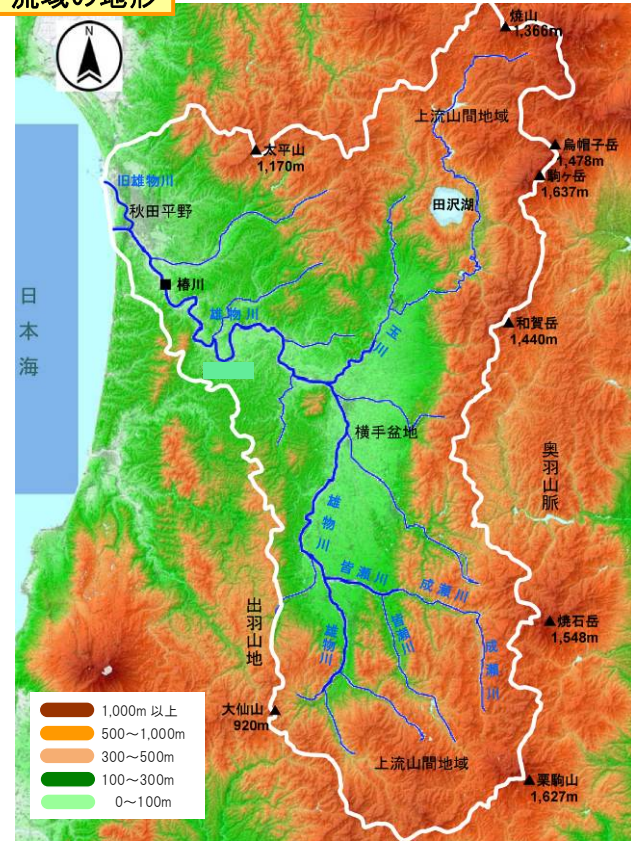 流域の地形
N
焼山
1,366m
上流山間地域
太平山
1,170m
烏帽子岳
1,478m
駒ヶ岳
1,637m
旧雄物川
田沢湖
秋田平野
椿川
日本海
雄物川
玉川
和賀岳
1,440m
横手盆地
奥羽山脈
雄物川
皆瀬川
成瀬川
皆瀬川
出羽山地
雄物川
成瀬川
焼石岳
1,548m
大仙山
920m
上流山間地域
栗駒山
1,627m
1,000m 以上
500～1,000m
300～500m
100～300m
0～100m